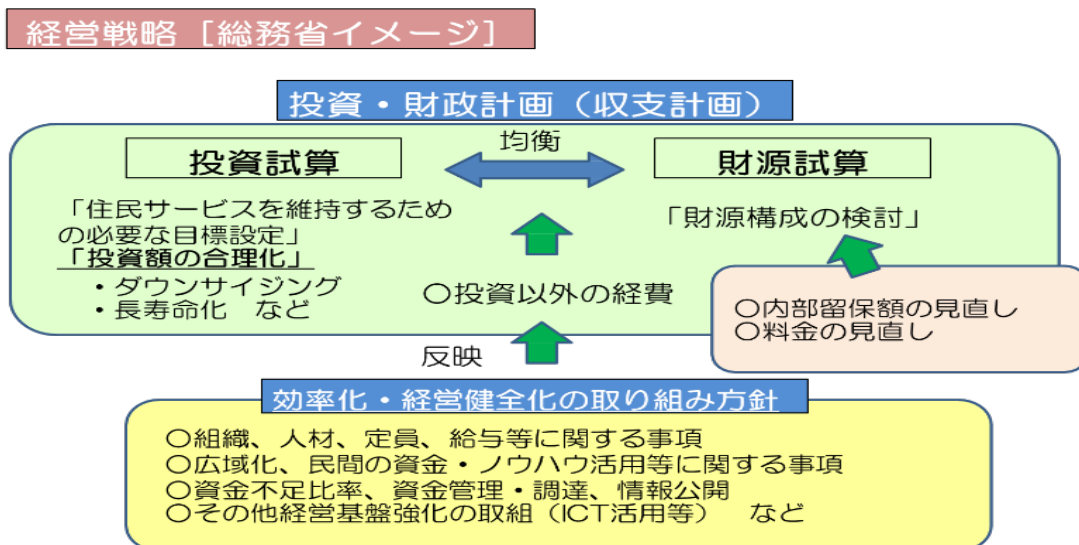 経営戦略［総務省イメージ］
投資・財政計画（収支計画）
均衡
投資試算
財源試算
「住民サービスを維持するため
の必要な目標設定」
「投資額の合理化」
・ダウンサイジング
・長寿命化　など
「財源構成の検討」
○投資以外の経費
○内部留保額の見直し
○料金の見直し
反映
効率化・経営健全化の取り組み方針
○組織、人材、定員、給与等に関する事項
○広域化、民間の資金・ノウハウ活用等に関する事項
○資金不足比率、資金管理・調達、情報公開
○その他経営基盤強化の取組（ICT活用等）　など